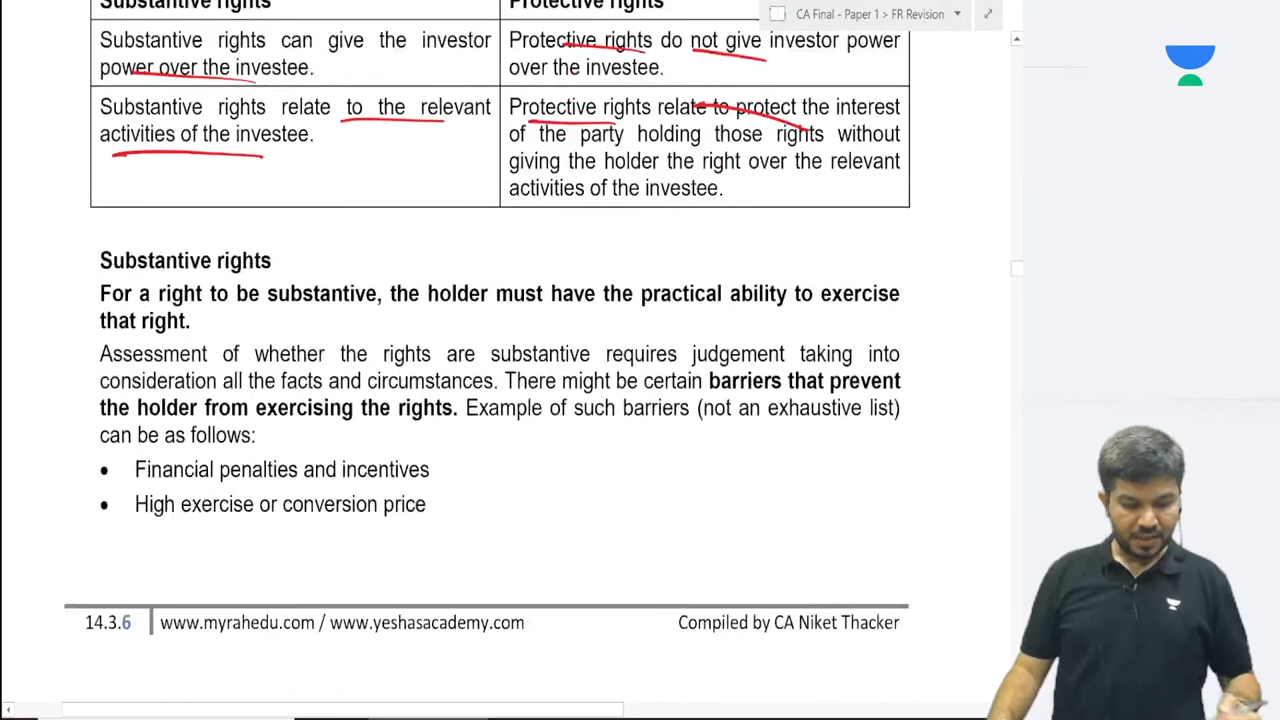 Substantive rights
Protective rights
CA Final - Paper 1 > FR Revision
Substantive rights can give the investor
power over the investee.
Protective rights do not give investor power
over the investee.
Substantive rights relate to the relevant
activities of the investee.
Protective rights relate to protect the interest
of the party holding those rights without
giving the holder the right over the relevant
activities of the investee.
Substantive rights
For a right to be substantive, the holder must have the practical ability to exercise
that right.
Assessment of whether the rights are substantive requires judgement taking into
consideration all the facts and circumstances. There might be certain barriers that prevent
the holder from exercising the rights. Example of such barriers (not an exhaustive list)
can be as follows:
• Financial penalties and incentives
• High exercise or conversion price
14.3.6 www.myrahedu.com / www.yeshasacademy.com Compiled by CA Niket Thacker